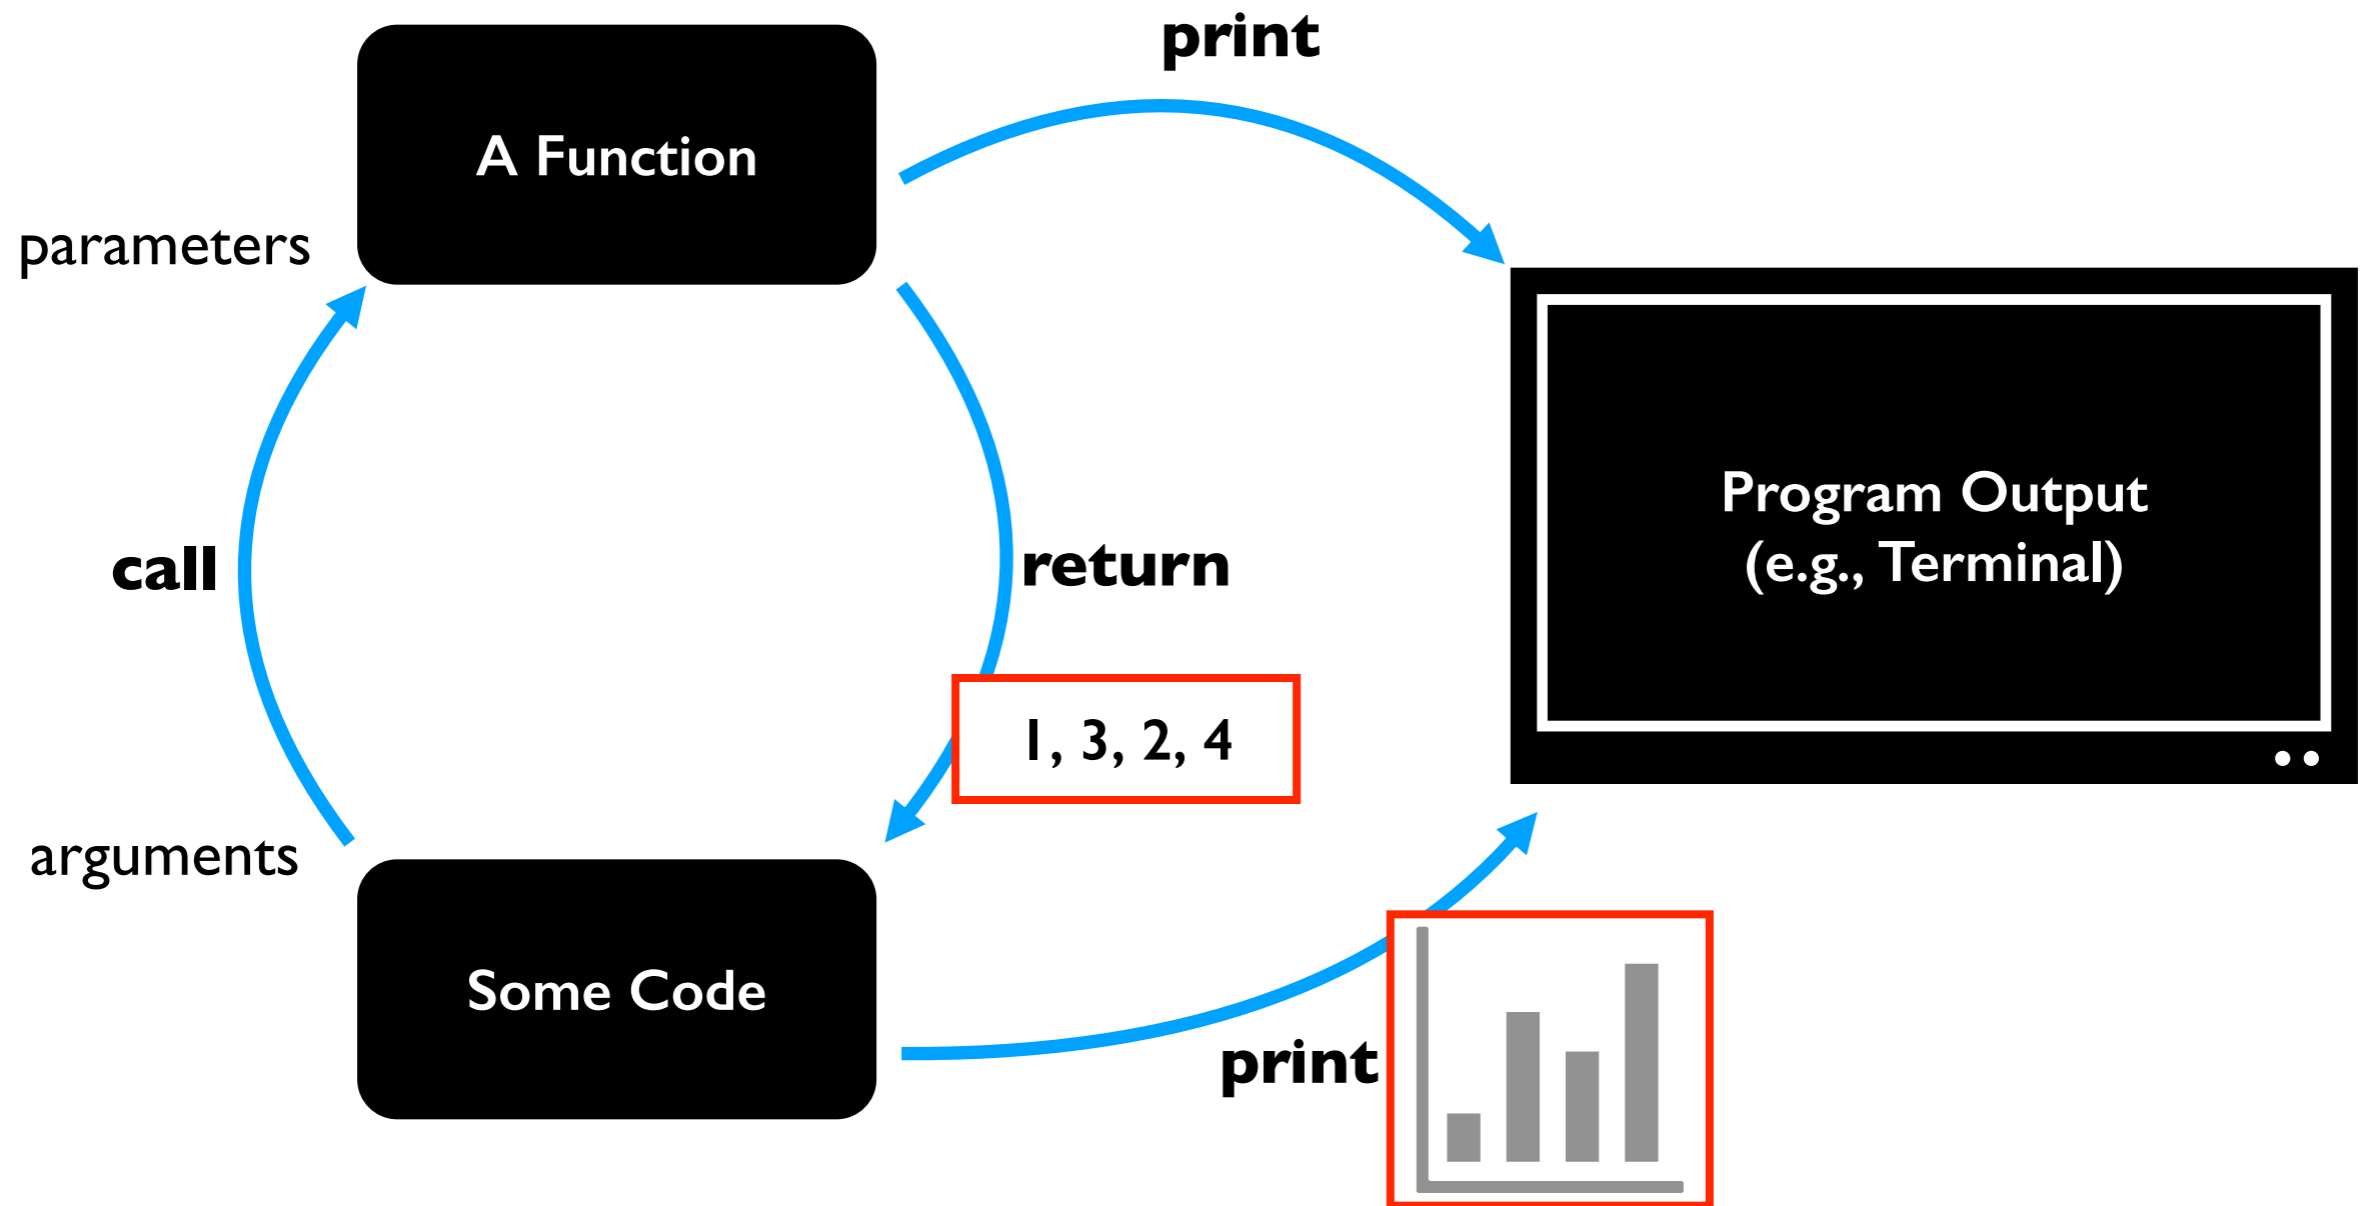 print
A Function
parameters
Program Output
(e.g., Terminal)
call
return
1, 3, 2, 4
arguments
Some Code
print